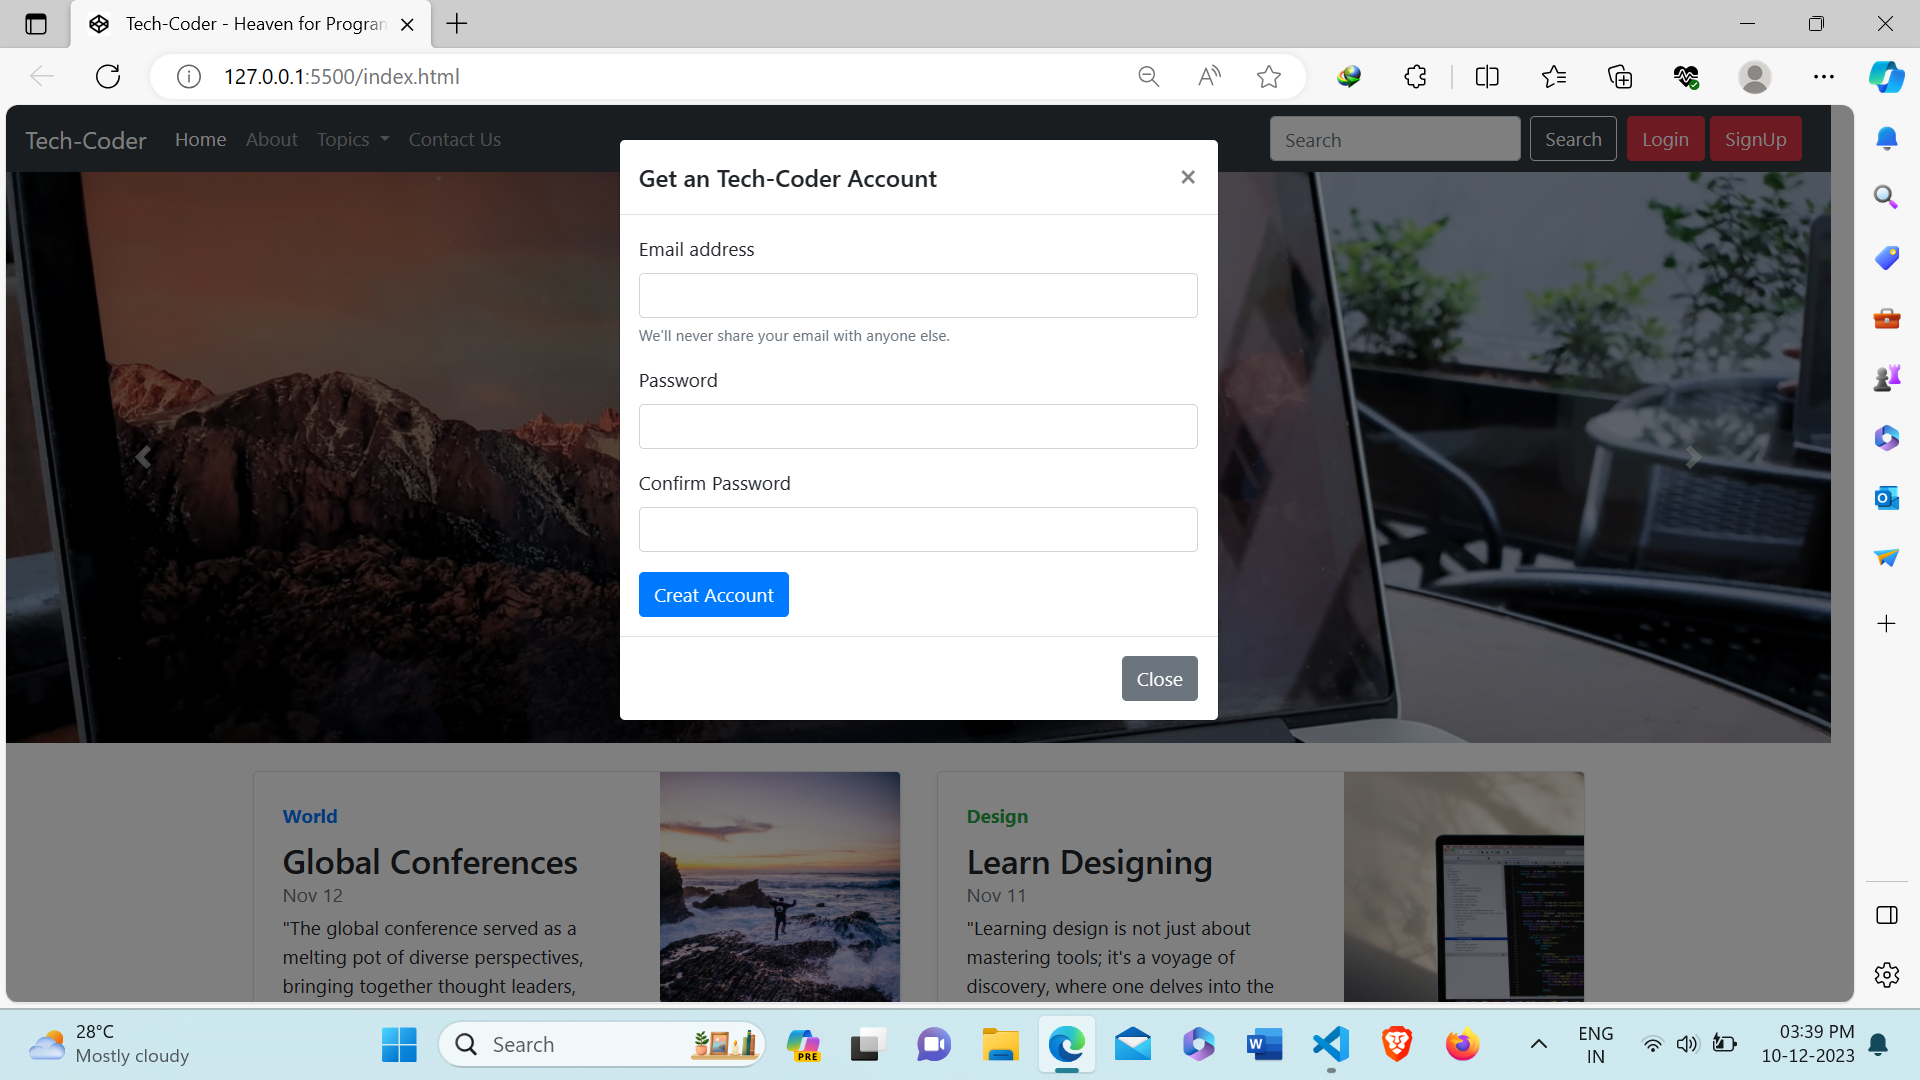 Tech-Coder - Heaven for Progran
127.0.0.1:5500/index.html
Tech-Coder Home About Topics Contact Us Search Search Login SignUp
Get an Tech-Coder Account ×
Email address
We'll never share your email with anyone else.
Password
Confirm Password
Creat Account
Close
World
Global Conferences
Nov 12
"The global conference served as a
melting pot of diverse perspectives,
bringing together thought leaders,
Design
Learn Designing
Nov 11
"Learning design is not just about
mastering tools; it's a voyage of
discovery, where one delves into the
28°C
Mostly cloudy
Search
PRE
ENG
IN
03:39 PM
10-12-2023